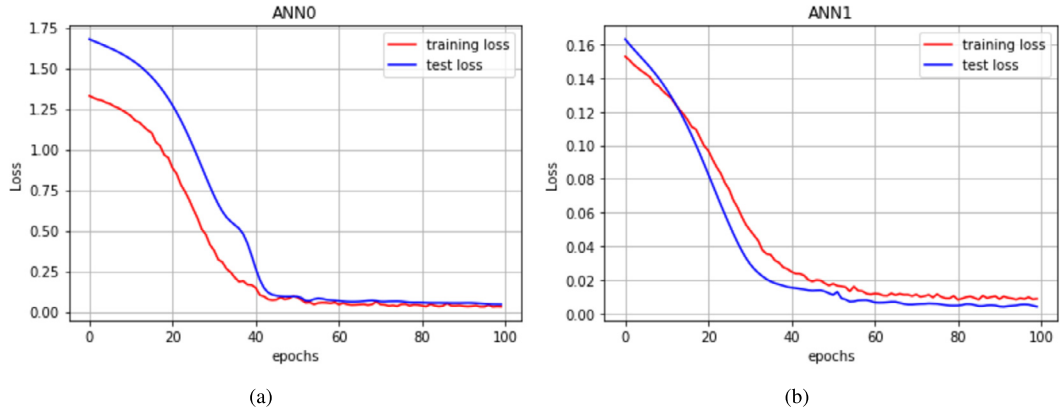 ANN0
1.75
1.50
1.25
1.00
0.75
0.50
0.25
0.00
Loss
training loss
test loss
0 20 40 60 80 100
epochs
(a)
ANN1
0.16
0.14
0.12
0.10
0.08
0.06
0.04
0.02
0.00
Loss
training loss
test loss
0 20 40 60 80 100
epochs
(b)